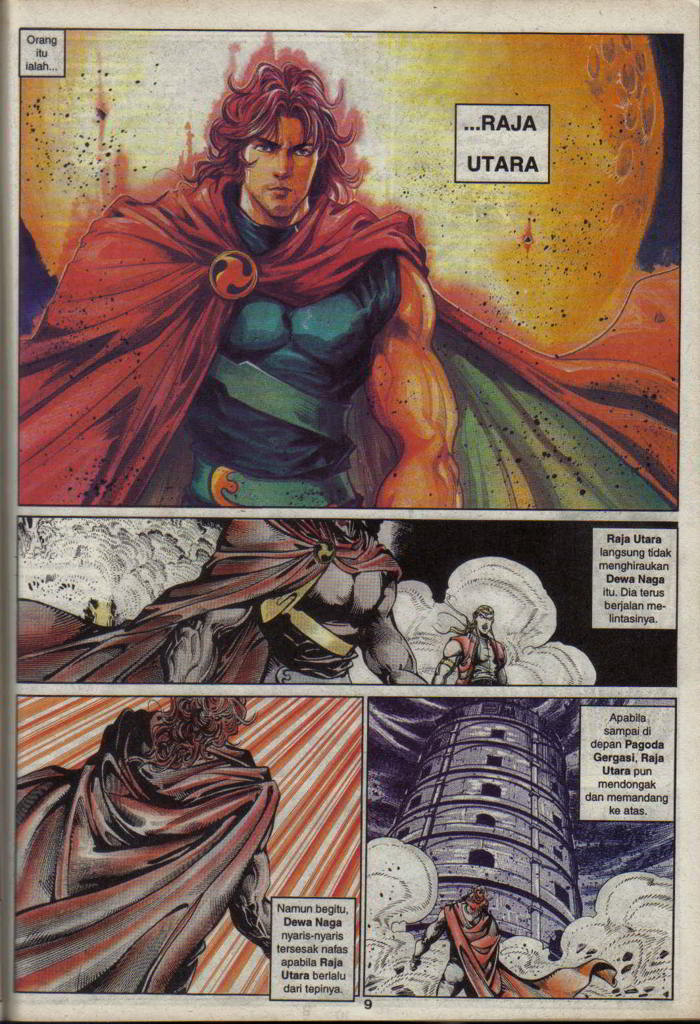 Orang
itu
ialah...
...RAJA
UTARA
Raja Utara
langsung tidak
menghiraukan
Dewa Naga
itu. Dia terus
berjalan me-
lintasinya.
Apabila
sampai di
depan Pagoda
Gergasi, Raja
Utara pun
mendongak
dan memandang
ke atas.
Namun begitu,
Dewa Naga
nyaris-nyaris
tersesak nafas
apabila Raja
Utara berlalu
dari tepinya.
9